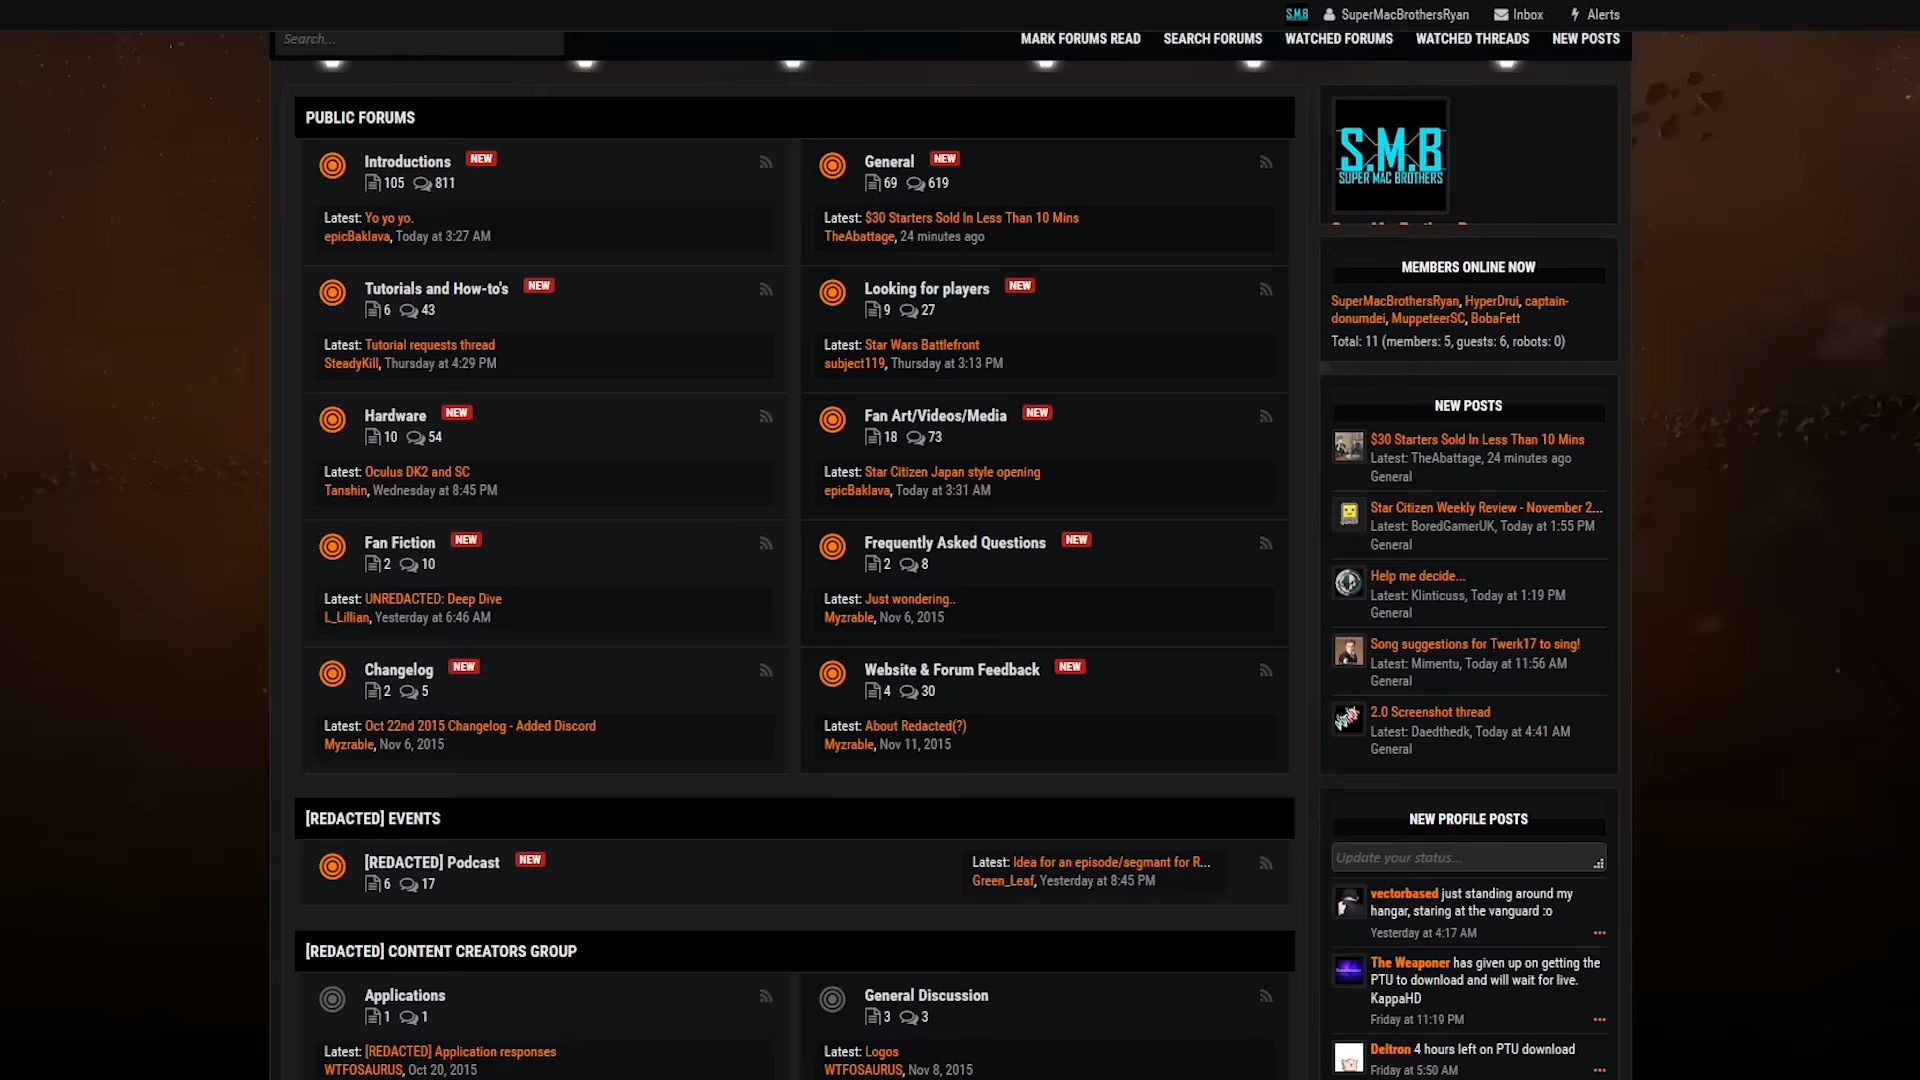 S.M.B SuperMacBrothersRyan Inbox Alerts
Search...
MARK FORUMS READ SEARCH FORUMS WATCHED FORUMS WATCHED THREADS NEW POSTS
PUBLIC FORUMS
Introductions NEW
105 811
Latest: Yo yo yo.
epicBaklava, Today at 3:27 AM
General NEW
69 619
Latest: $30 Starters Sold In Less Than 10 Mins
TheAbattage, 24 minutes ago
Tutorials and How-to's NEW
6 43
Latest: Tutorial requests thread
SteadyKill, Thursday at 4:29 PM
Looking for players NEW
9 27
Latest: Star Wars Battlefront
subject119, Thursday at 3:13 PM
Hardware NEW
10 54
Latest: Oculus DK2 and SC
Tanshin, Wednesday at 8:45 PM
Fan Art/Videos/Media NEW
18 73
Latest: Star Citizen Japan style opening
epicBaklava, Today at 3:31 AM
Fan Fiction NEW
2 10
Latest: UNREDACTED: Deep Dive
L_Lillian, Yesterday at 6:46 AM
Frequently Asked Questions NEW
2 8
Latest: Just wondering..
Myzrable, Nov 6, 2015
Changelog NEW
2 5
Latest: Oct 22nd 2015 Changelog - Added Discord
Myzrable, Nov 6, 2015
Website & Forum Feedback NEW
4 30
Latest: About Redacted(?)
Myzrable, Nov 11, 2015
[REDACTED] EVENTS
[REDACTED] Podcast NEW
6 17
Latest: Idea for an episode/segmant for R...
Green_Leaf, Yesterday at 8:45 PM
[REDACTED] CONTENT CREATORS GROUP
Applications
1 1
Latest: [REDACTED] Application responses
WTFOSAURUS, Oct 20, 2015
General Discussion
3 3
Latest: Logos
WTFOSAURUS, Nov 8, 2015
S.M.B
SUPER MAC BROTHERS
MEMBERS ONLINE NOW
SuperMacBrothersRyan, HyperDrui, captain-
donumdei, MuppeteerSC, BobaFett
Total: 11 (members: 5, guests: 6, robots: 0)
NEW POSTS
$30 Starters Sold In Less Than 10 Mins
Latest: TheAbattage, 24 minutes ago
General
Star Citizen Weekly Review - November 2...
Latest: BoredGamerUK, Today at 1:55 PM
General
Help me decide...
Latest: Klinticuss, Today at 1:19 PM
General
Song suggestions for Twerk17 to sing!
Latest: Mimentu, Today at 11:56 AM
General
2.0 Screenshot thread
Latest: Daedthedk, Today at 4:41 AM
General
NEW PROFILE POSTS
Update your status...
vectorbased just standing around my
hangar, staring at the vanguard :o
Yesterday at 4:17 AM
The Weaponer has given up on getting the
PTU to download and will wait for live.
KappaHD
Friday at 11:19 PM
Deltron 4 hours left on PTU download
Friday at 5:50 AM